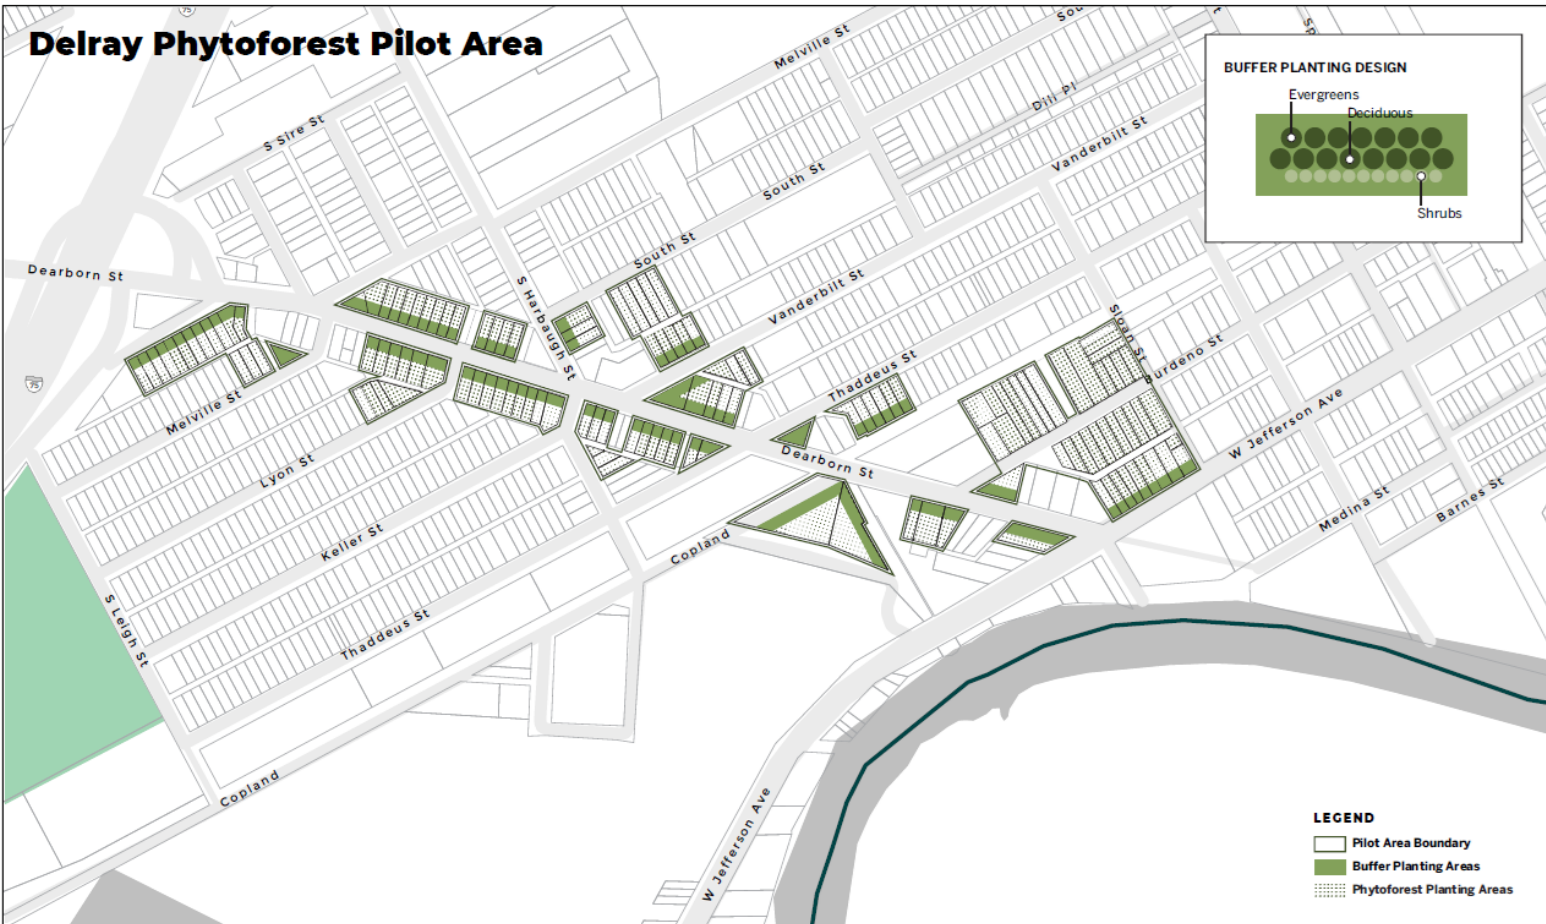 75
Delray Phytoforest Pilot Area
Melville St
S Sire St
Dill Pl
Vanderbilt St
South St
South St
Dearborn St
S Harbaugh St
Vanderbilt St
Sloan St
Thaddeus St
Burdeno St
75
Melville St
W Jefferson Ave
Lyon St
Dearborn St
Medina St
Barnes St
Keller St
Copland
S Leigh St
Thaddeus St
Copland
W Jefferson Ave
BUFFER PLANTING DESIGN
Evergreens
Deciduous
Shrubs
LEGEND
Pilot Area Boundary
Buffer Planting Areas
Phytoforest Planting Areas